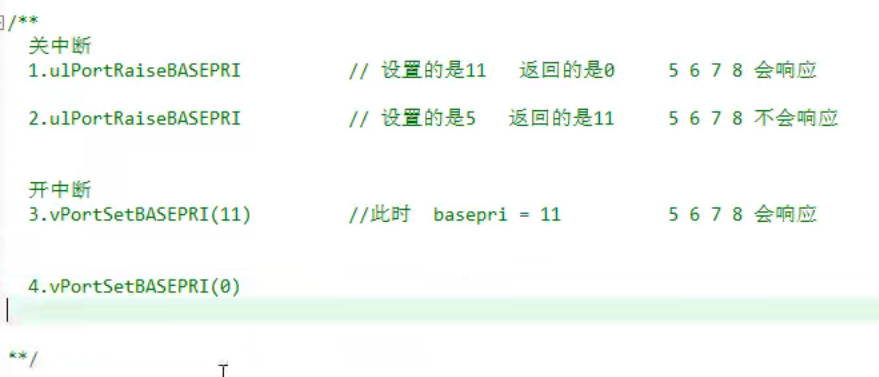 /**
关中断
1.ulPortRaiseBASEPRI // 设置的是11 返回的是0 5 6 7 8 会响应
2.ulPortRaiseBASEPRI // 设置的是5 返回的是11 5 6 7 8 不会响应
开中断
3.vPortSetBASEPRI(11) //此时 basepri = 11 5 6 7 8 会响应
4.vPortSetBASEPRI(0)
**/